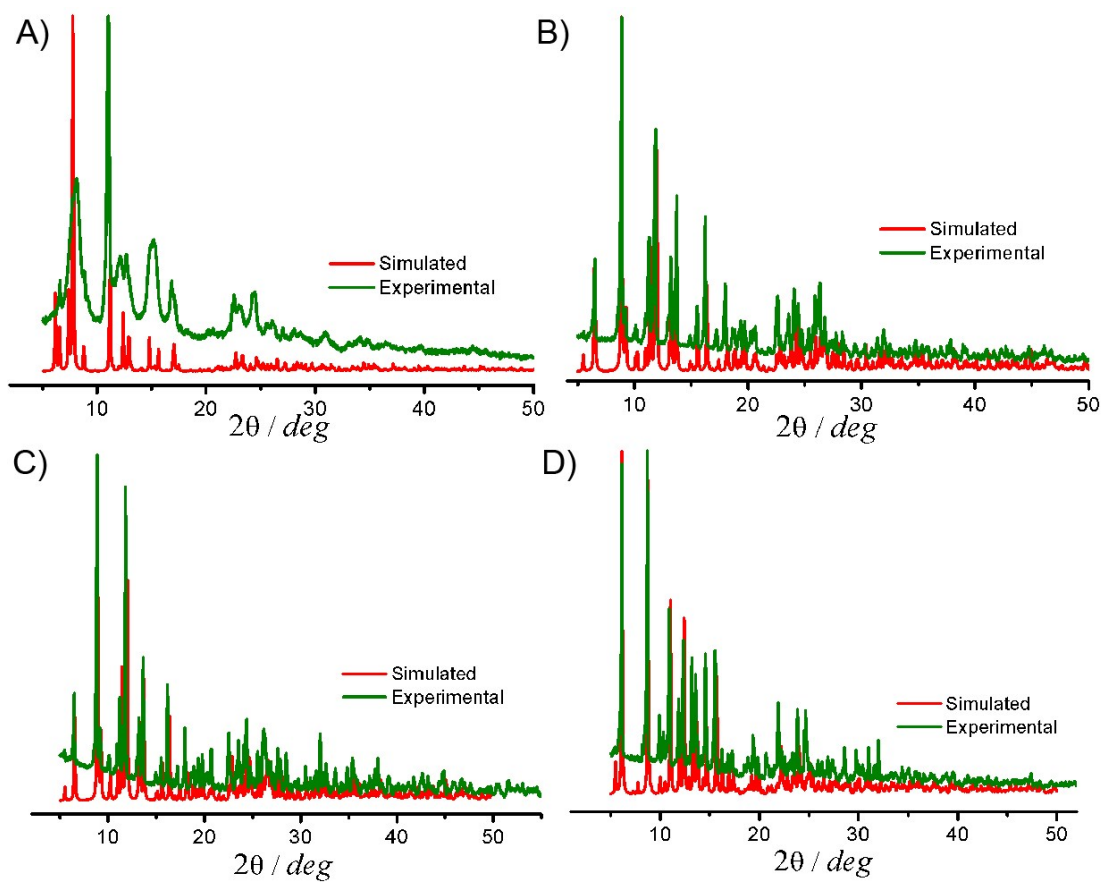 A)
Simulated
Experimental
10 20 30 40 50
2θ / deg
B)
Simulated
Experimental
10 20 30 40 50
2θ / deg
C)
Simulated
Experimental
10 20 30 40 50
2θ / deg
D)
Simulated
Experimental
10 20 30 40 50
2θ / deg